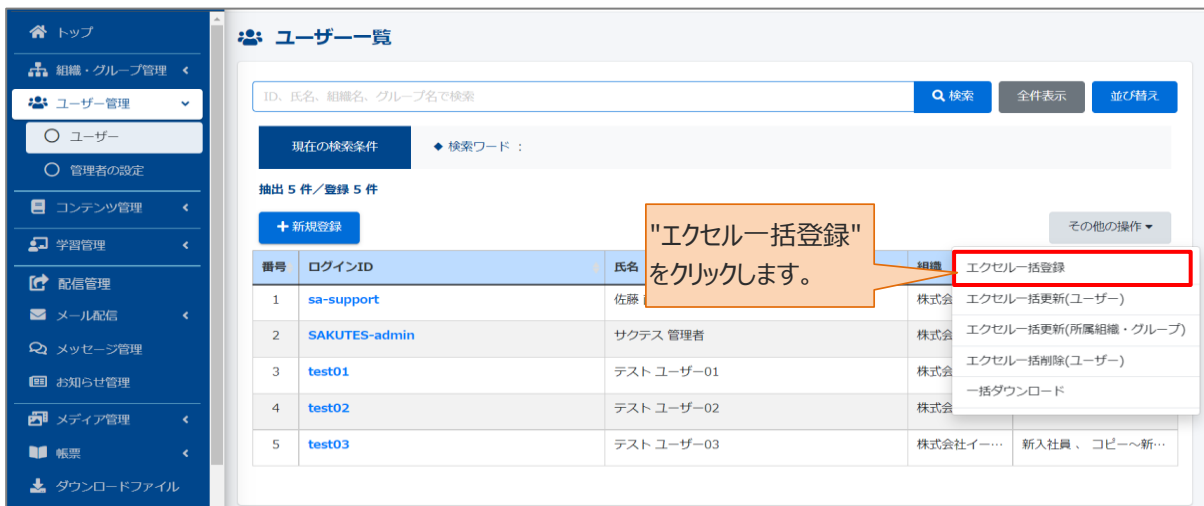 トップ
組織・グループ管理
ユーザー管理
ユーザー
管理者の設定
コンテンツ管理
学習管理
配信管理
メール配信
メッセージ管理
お知らせ管理
メディア管理
帳票
ダウンロードファイル
ユーザー一覧
ID、氏名、組織名、グループ名で検索
検索
全件表示
並び替え
現在の検索条件
◆ 検索ワード ：
抽出 5 件／登録 5 件
+新規登録
その他の操作▼
"エクセル一括登録"
をクリックします。
番号 ログインID 氏名 組織
1 sa-support 佐藤 株式会
2 SAKUTES-admin サクテス 管理者 株式会
3 test01 テスト ユーザー01 株式会
4 test02 テスト ユーザー02 株式会
5 test03 テスト ユーザー03 株式会社イー… 新入社員 、 コピー～新…
エクセル一括登録
エクセル一括更新(ユーザー)
エクセル一括更新(所属組織・グループ)
エクセル一括削除(ユーザー)
一括ダウンロード